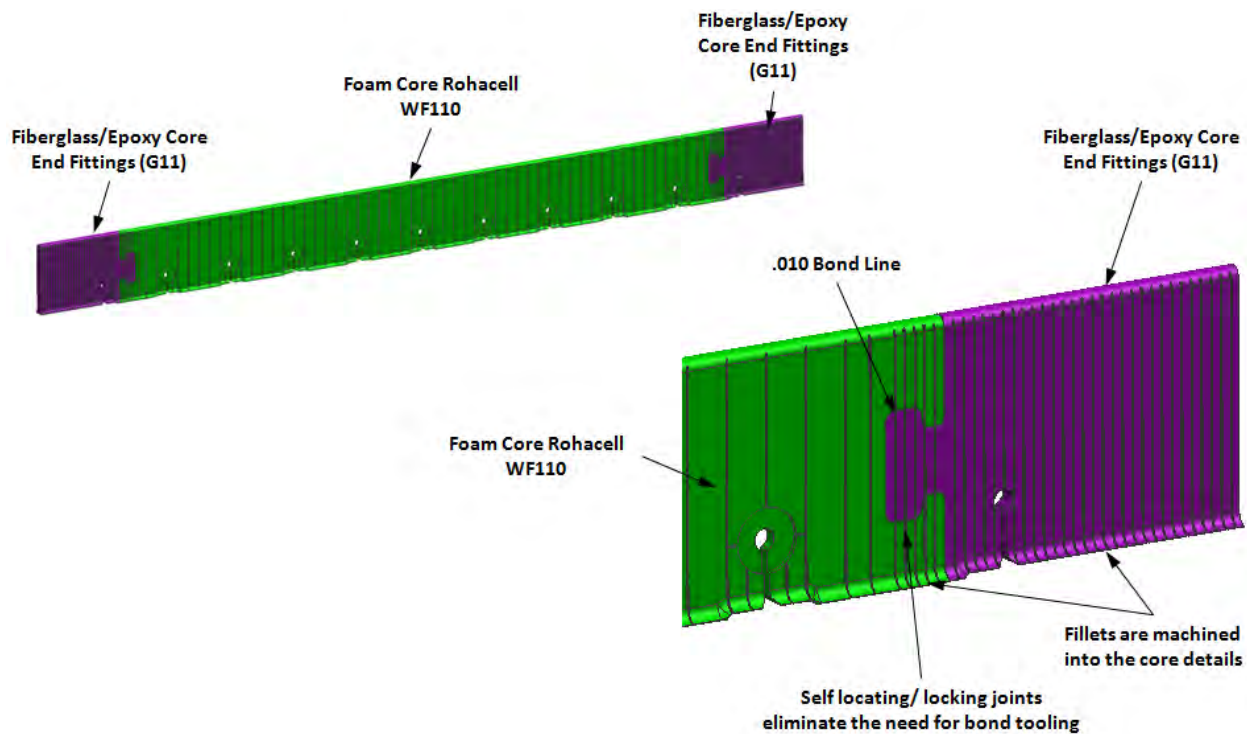 Fiberglass/Epoxy
Core End Fittings
(G11)
Foam Core Rohacell
WF110
Fiberglass/Epoxy Core
End Fittings (G11)
Fiberglass/Epoxy Core
End Fittings (G11)
.010 Bond Line
Foam Core Rohacell
WF110
Fillets are machined
into the core details
Self locating/ locking joints
eliminate the need for bond tooling